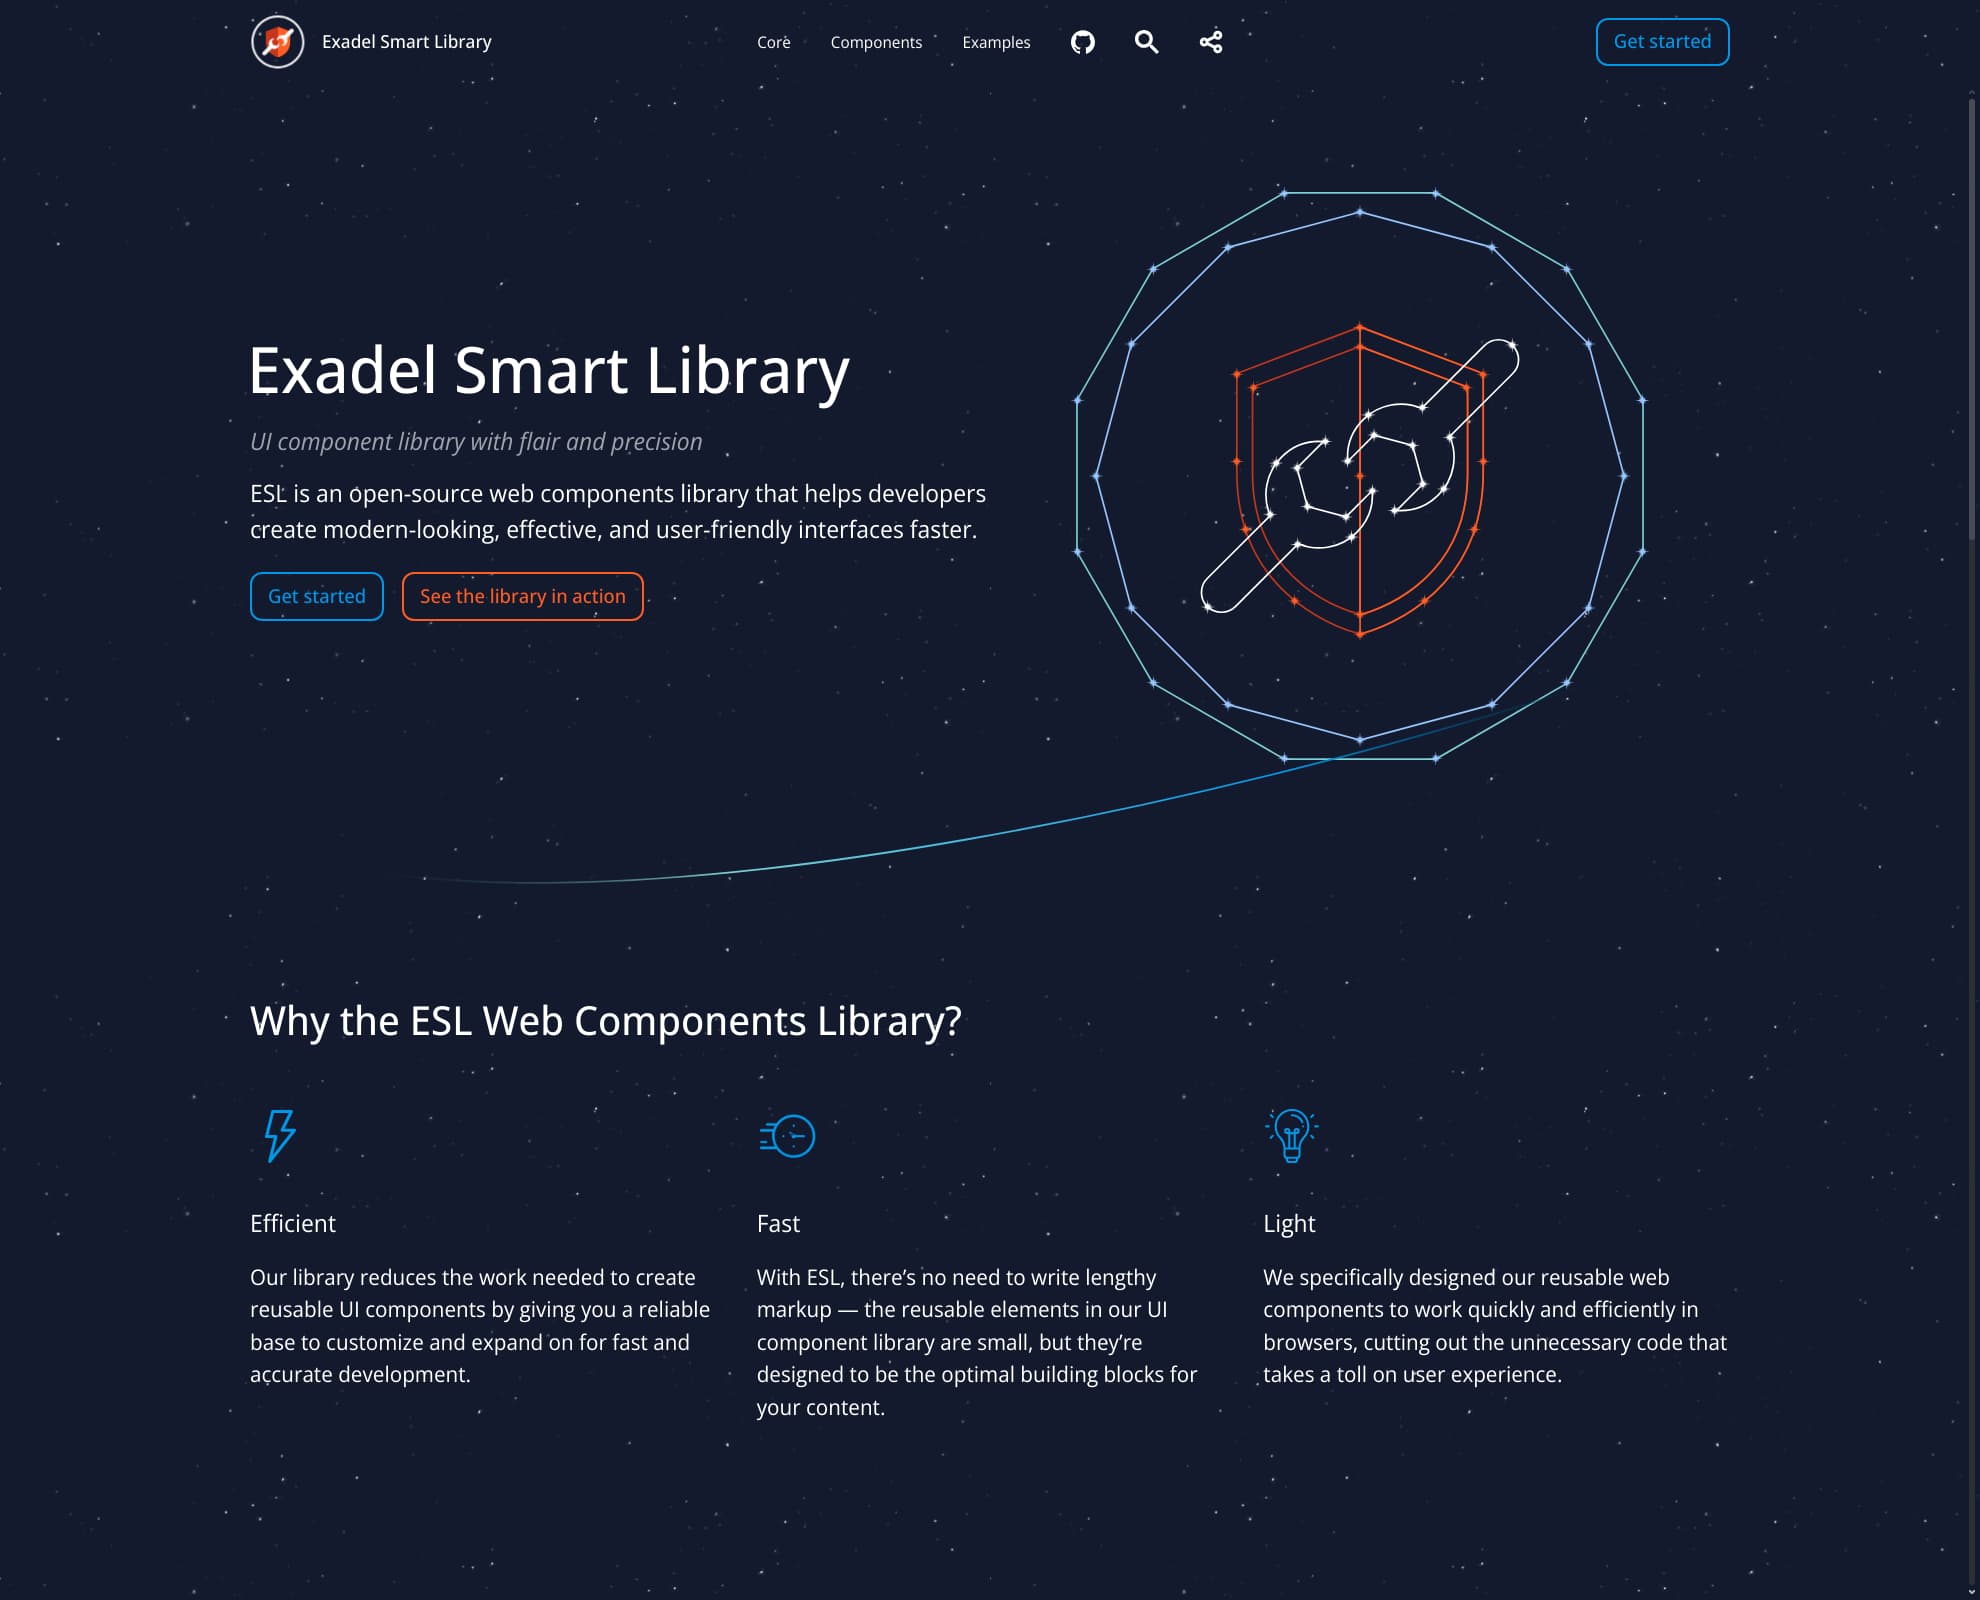 Exadel Smart Library
Core
Components
Examples
Get started
Exadel Smart Library
UI component library with flair and precision
ESL is an open-source web components library that helps developers
create modern-looking, effective, and user-friendly interfaces faster.
Get started
See the library in action
Why the ESL Web Components Library?
Efficient
Our library reduces the work needed to create
reusable UI components by giving you a reliable
base to customize and expand on for fast and
accurate development.
Fast
With ESL, there’s no need to write lengthy
markup — the reusable elements in our UI
component library are small, but they’re
designed to be the optimal building blocks for
your content.
Light
We specifically designed our reusable web
components to work quickly and efficiently in
browsers, cutting out the unnecessary code that
takes a toll on user experience.